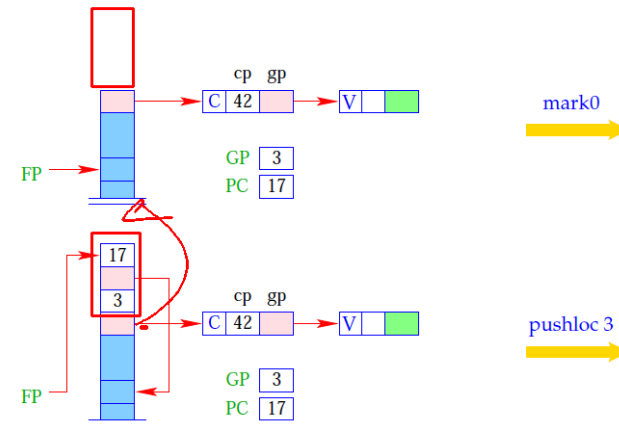 cp gp
C 42 V
mark0
GP 3
FP
PC 17
17
3
cp gp
C 42 V
pushloc 3
GP 3
FP
PC 17